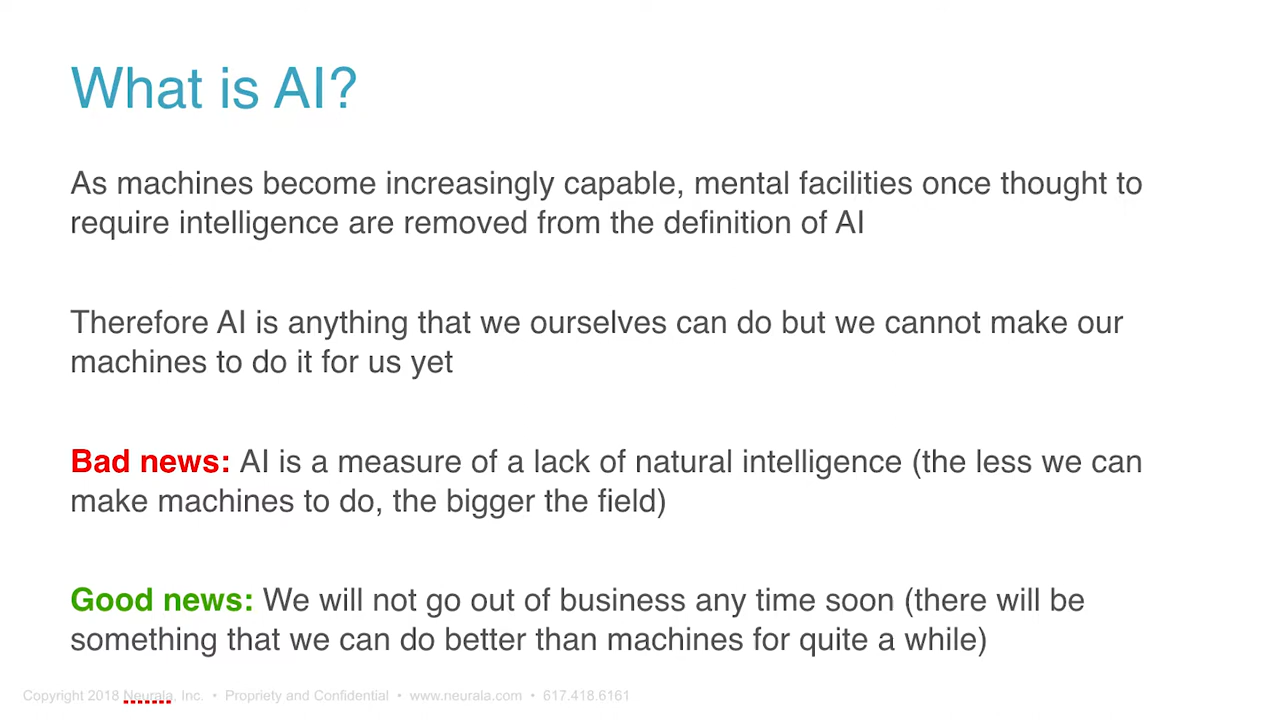 What is AI?
As machines become increasingly capable, mental facilities once thought to
require intelligence are removed from the definition of AI
Therefore AI is anything that we ourselves can do but we cannot make our
machines to do it for us yet
Bad news: AI is a measure of a lack of natural intelligence (the less we can
make machines to do, the bigger the field)
Good news: We will not go out of business any time soon (there will be
something that we can do better than machines for quite a while)
Copyright 2018 Neurala, Inc. • Propriety and Confidential • www.neurala.com • 617.418.6161